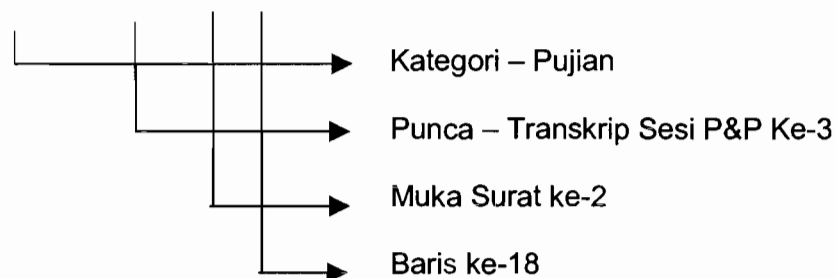 Kategori – Pujian
Punca – Transkrip Sesi P&P Ke-3
Muka Surat ke-2
Baris ke-18